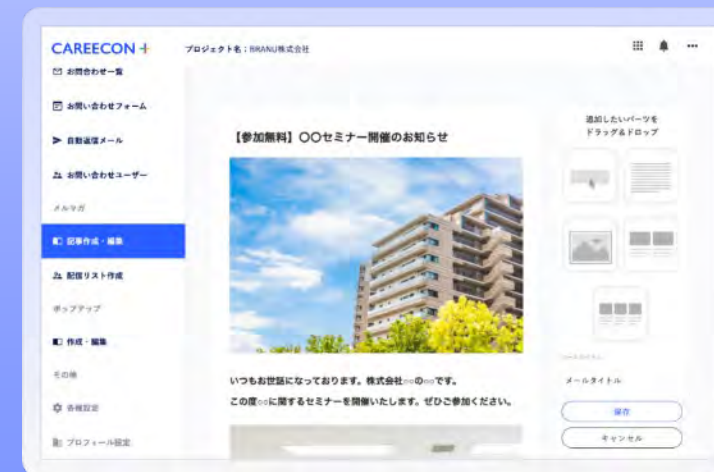 CAREECON +
プロジェクト名：BRANU株式会社
お問合わせ一覧
お問い合わせフォーム
自動返信メール
お問い合わせユーザー
メルマガ
記事作成・編集
配信リスト作成
ポップアップ
作成・編集
その他
各種設定
プロフィール設定
【参加無料】〇〇セミナー開催のお知らせ
いつもお世話になっております。株式会社○○の○○です。
この度○○に関するセミナーを開催いたします。ぜひご参加ください。
追加したいパーツを
ドラッグ&ドロップ
メールタイトル
保存
キャンセル